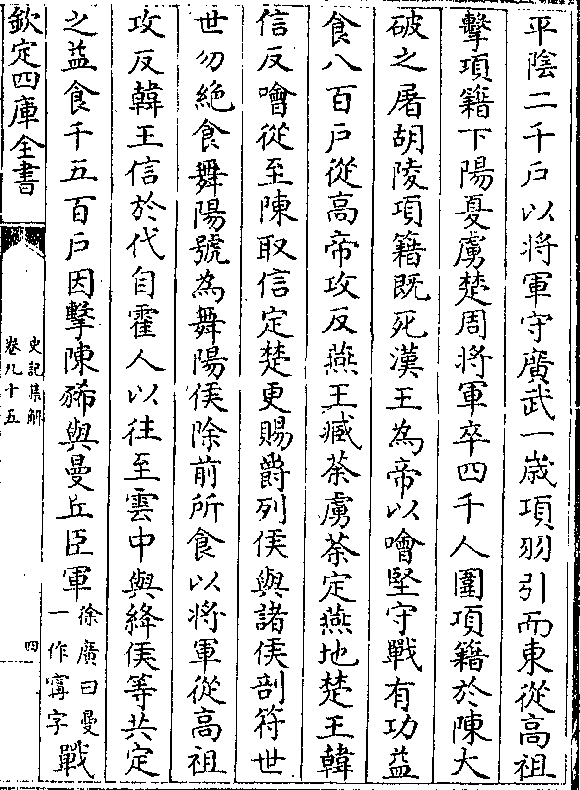 平陰二千户以将軍守廣武一歳項羽引而東從高祖
擊項籍下陽夏虜楚周將軍卒四千人圍項籍於陳大
破之屠胡陵項籍既死漢王為帝以噲堅守戰有功益
食八百户從高帝攻反燕王臧荼虜荼定燕地楚王韓
信反噲從至陳取信定楚更賜爵列侯與諸侯剖符世
世勿絶食舞陽號為舞陽侯除前所食以將軍從高祖
攻反韓王信於代自霍人以往至雲中與絳侯等共定
之益食千五百户因擊陳豨與曼丘臣軍徐廣曰曼一作寗字戰
欽定四庫全書
史記集解
卷九十五
四